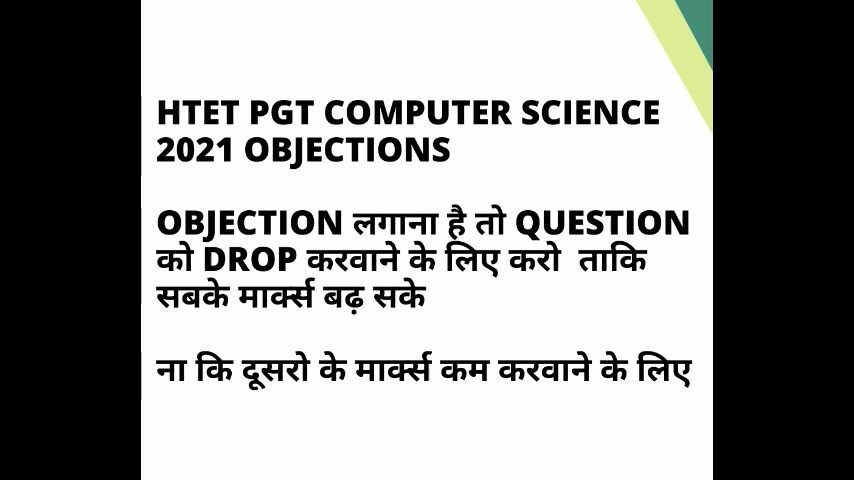 HTET PGT COMPUTER SCIENCE
2021 OBJECTIONS
OBJECTION लगाना है तो QUESTION
को DROP करवाने के लिए करो ताकि
सबके मार्क्स बढ़ सके
ना कि दूसरो के मार्क्स कम करवाने के लिए